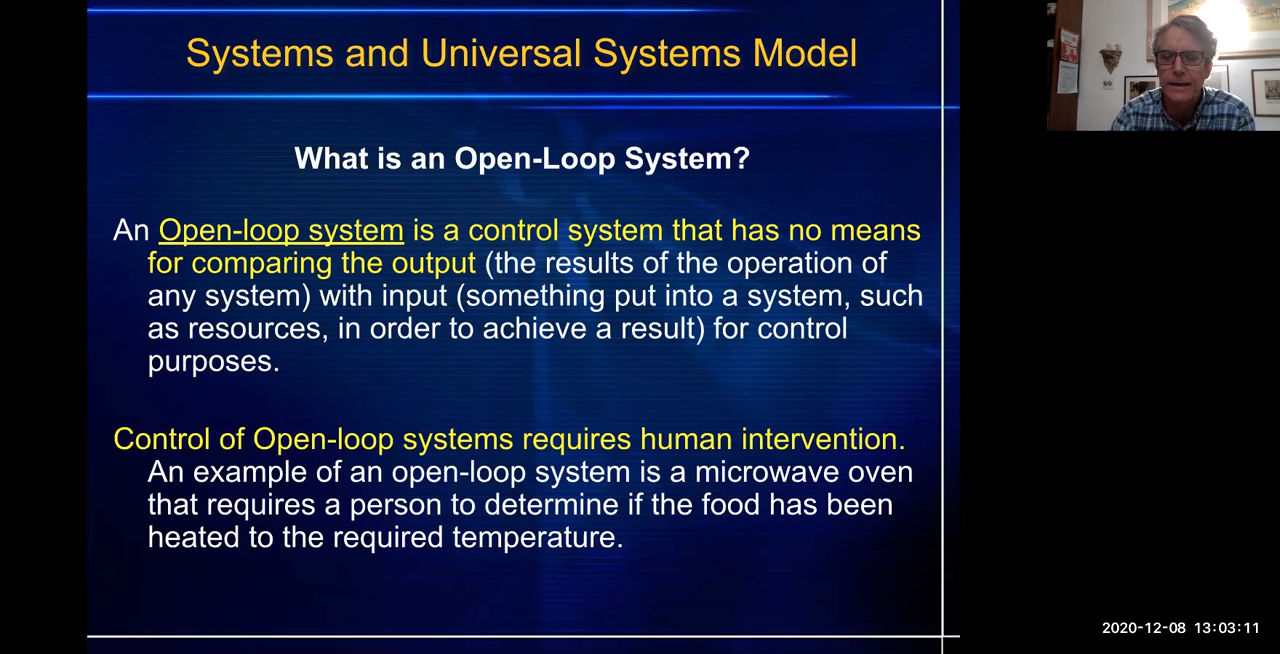 Systems and Universal Systems Model
What is an Open-Loop System?
An Open-loop system is a control system that has no means
for comparing the output (the results of the operation of
any system) with input (something put into a system, such
as resources, in order to achieve a result) for control
purposes.
Control of Open-loop systems requires human intervention.
An example of an open-loop system is a microwave oven
that requires a person to determine if the food has been
heated to the required temperature.
2020-12-08 13:03:11